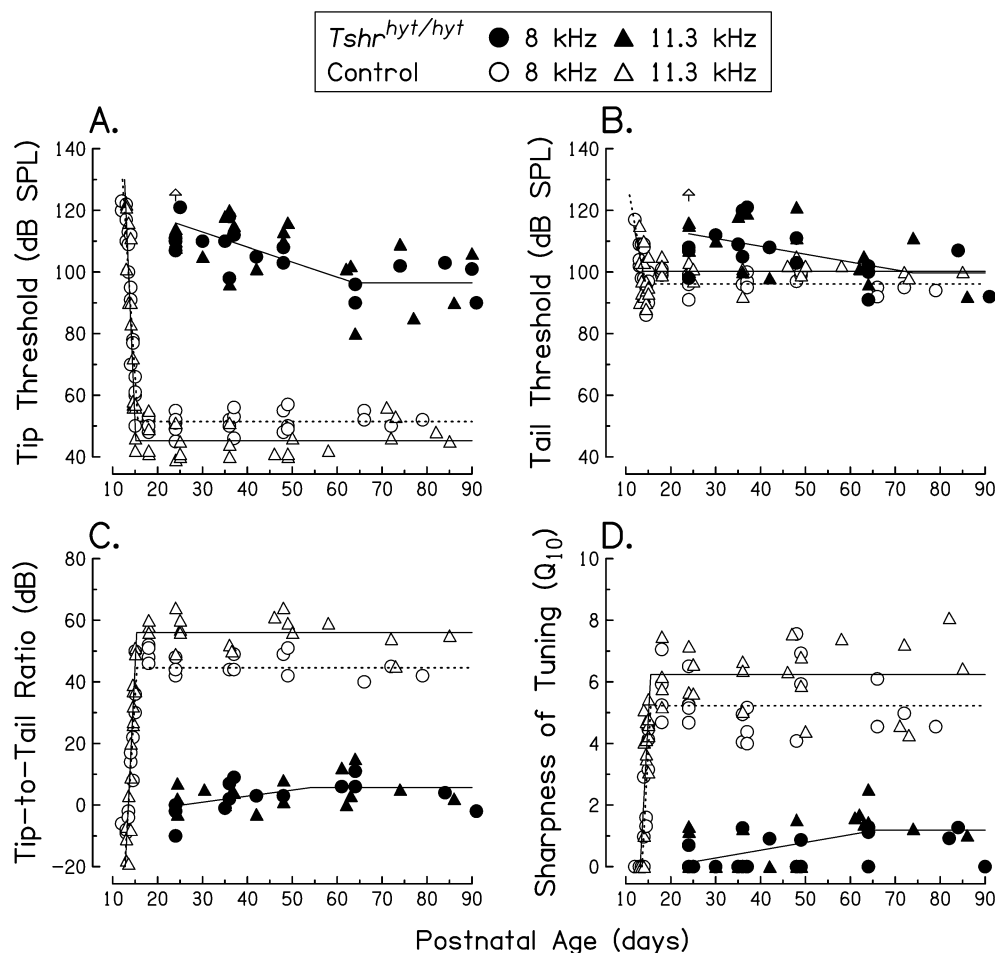 Tshr^hyt/hyt 8 kHz 11.3 kHz
Control 8 kHz 11.3 kHz
A.
Tip Threshold (dB SPL)
140
120
100
80
60
40
10 20 30 40 50 60 70 80 90
B.
Tail Threshold (dB SPL)
140
120
100
80
60
40
10 20 30 40 50 60 70 80 90
C.
Tip-to-Tail Ratio (dB)
80
60
40
20
0
-20
10 20 30 40 50 60 70 80 90
D.
Sharpness of Tuning (Q10)
10
8
6
4
2
0
10 20 30 40 50 60 70 80 90
Postnatal Age (days)